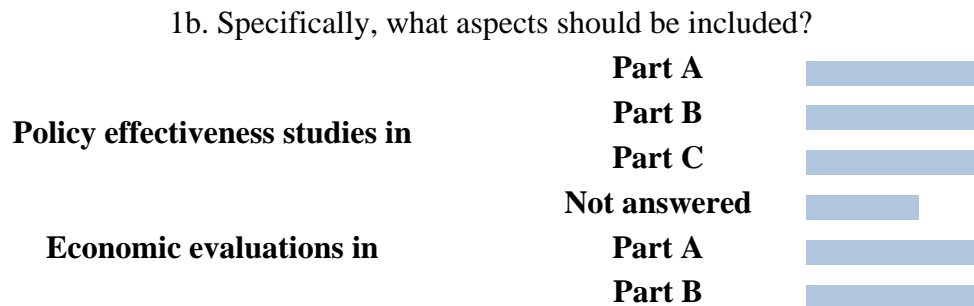 1b. Specifically, what aspects should be included?
Part A
Policy effectiveness studies in
Part B
Part C
Not answered
Economic evaluations in
Part A
Part B